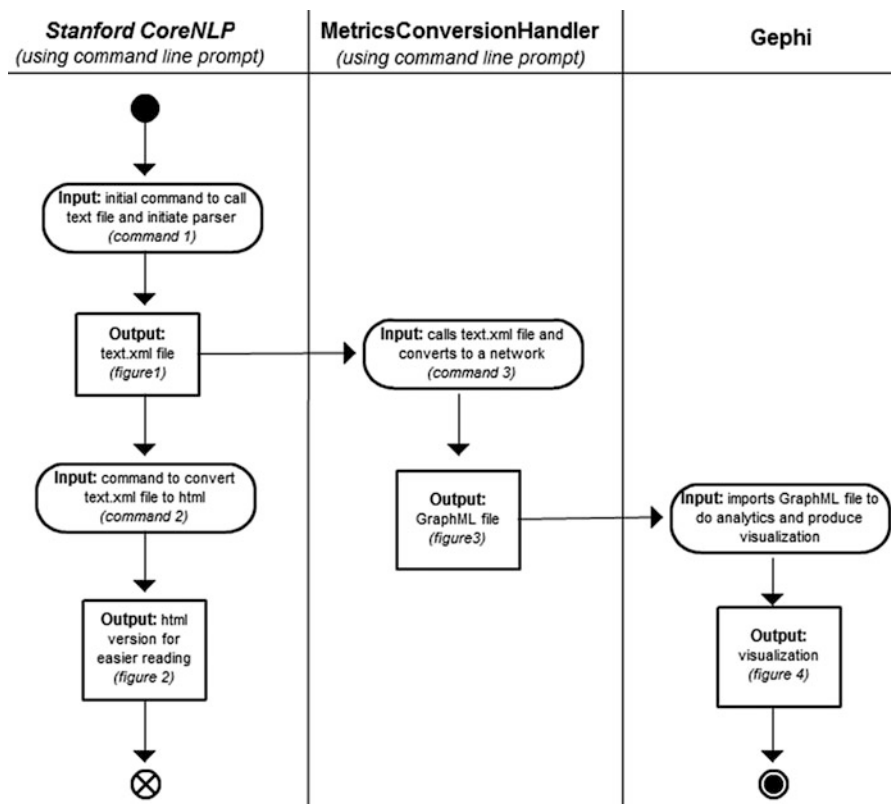 Stanford CoreNLP
(using command line prompt)
MetricsConversionHandler
(using command line prompt)
Gephi
Input: initial command to call
text file and initiate parser
(command 1)
Output:
text.xml file
(figure1)
Input: calls text.xml file and
converts to a network
(command 3)
Input: command to convert
text.xml file to html
(command 2)
Output:
GraphML file
(figure3)
Input: imports GraphML file to
do analytics and produce
visualization
Output: html
version for
easier reading
(figure 2)
Output:
visualization
(figure 4)